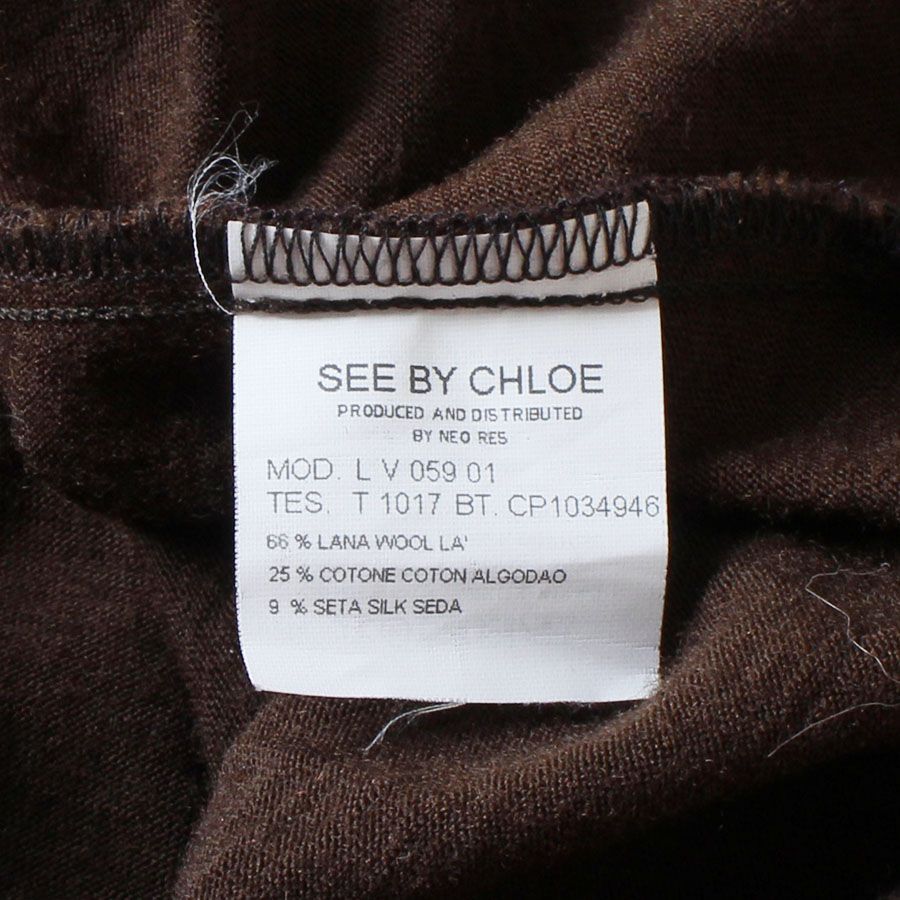 SEE BY CHLOE
PRODUCED AND DISTRIBUTED
BY NEO RES
MOD. L V 059 01
TES. T 1017 BT. CP1034946
66 % LANA WOOL LA'
25 % COTONE COTON ALGODAO
9 % SETA SILK SEDA